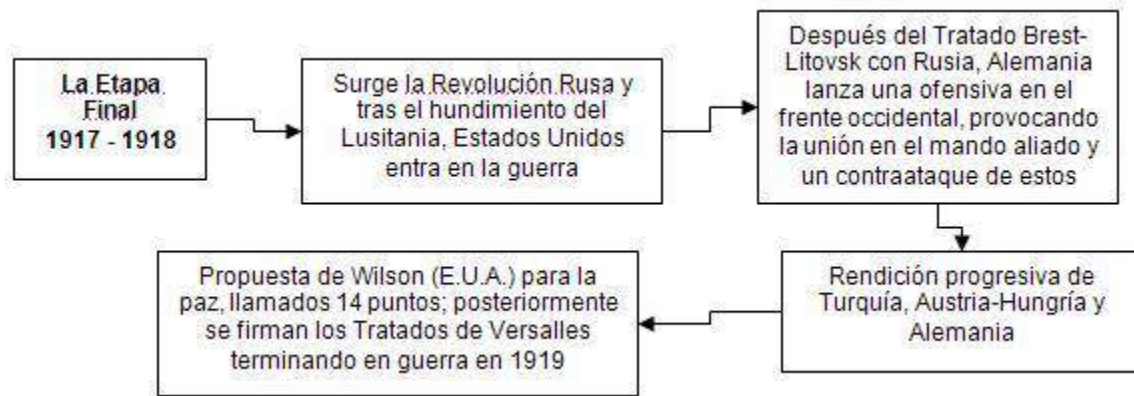 La Etapa
Final
1917 - 1918
Surge la Revolución Rusa y
tras el hundimiento del
Lusitania, Estados Unidos
entra en la guerra
Después del Tratado Brest-
Litovsk con Rusia, Alemania
lanza una ofensiva en el
frente occidental, provocando
la unión en el mando aliado y
un contraataque de estos
Rendición progresiva de
Turquía, Austria-Hungría y
Alemania
Propuesta de Wilson (E.U.A.) para la
paz, llamados 14 puntos; posteriormente
se firman los Tratados de Versalles
terminando en guerra en 1919